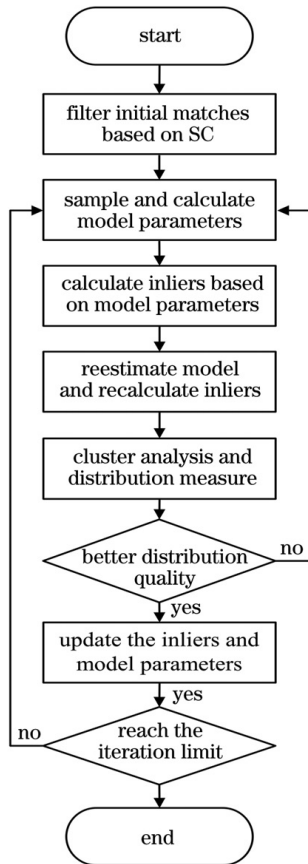 start
filter initial matches
based on SC
sample and calculate
model parameters
calculate inliers based
on model parameters
reestimate model
and recalculate inliers
cluster analysis and
distribution measure
better distribution
quality
no
yes
update the inliers and
model parameters
yes
reach the
iteration limit
no
end